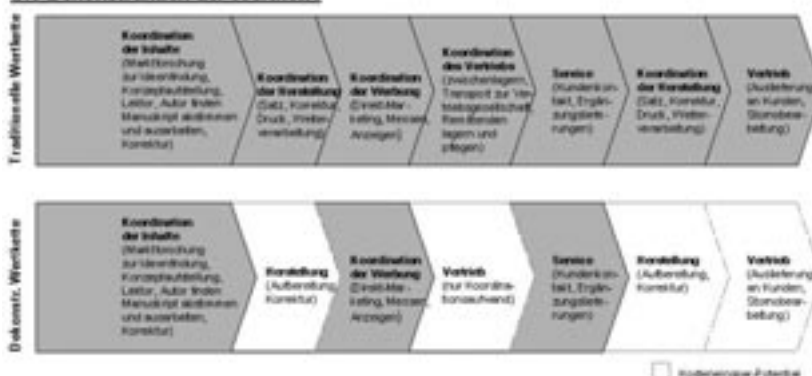 Traditionelle Wertkette
Koordination
der Inhalte
(Marktforschung
zur Ideenfindung,
Konzepterstellung,
Lektor, Autor finden
Manuskript abstimmen
und ausarbeiten,
Korrektur)
Koordination
der Herstellung
(Satz, Korrektur,
Druck, Weiter-
verarbeitung)
Koordination
der Werbung
(Direkt-Mar-
keting, Messen,
Anzeigen)
Koordination
des Vertriebs
(zwischenlagern,
Transport zur Ver-
triebsgesellschaft,
Remittenden
lagern und
pflegen)
Service
(Kundenkon-
takt, Ergän-
zungsliefe-
rungen)
Koordination
der Herstellung
(Satz, Korrektur,
Druck, Weiter-
verarbeitung)
Vertrieb
(Auslieferung
an Kunden,
Stornobear-
beitung)
Dekonstr. Wertkette
Koordination
der Inhalte
(Marktforschung
zur Ideenfindung,
Konzepterstellung,
Lektor, Autor finden
Manuskript abstimmen
und ausarbeiten,
Korrektur)
Herstellung
(Aufbereitung,
Korrektur)
Koordination
der Werbung
(Direkt-Mar-
keting, Messen,
Anzeigen)
Vertrieb
(nur Koordina-
tionsaufwand)
Service
(Kundenkon-
takt, Ergän-
zungsliefe-
rungen)
Herstellung
(Aufbereitung,
Korrektur)
Vertrieb
(Auslieferung
an Kunden,
Stornobear-
beitung)